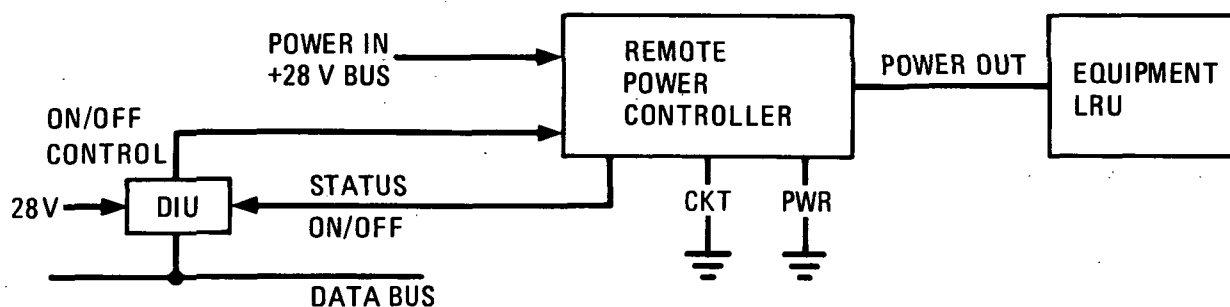 POWER IN
+28 V BUS
REMOTE
POWER
CONTROLLER
POWER OUT
EQUIPMENT
LRU
ON/OFF
CONTROL
28V
DIU
STATUS
ON/OFF
CKT
PWR
DATA BUS